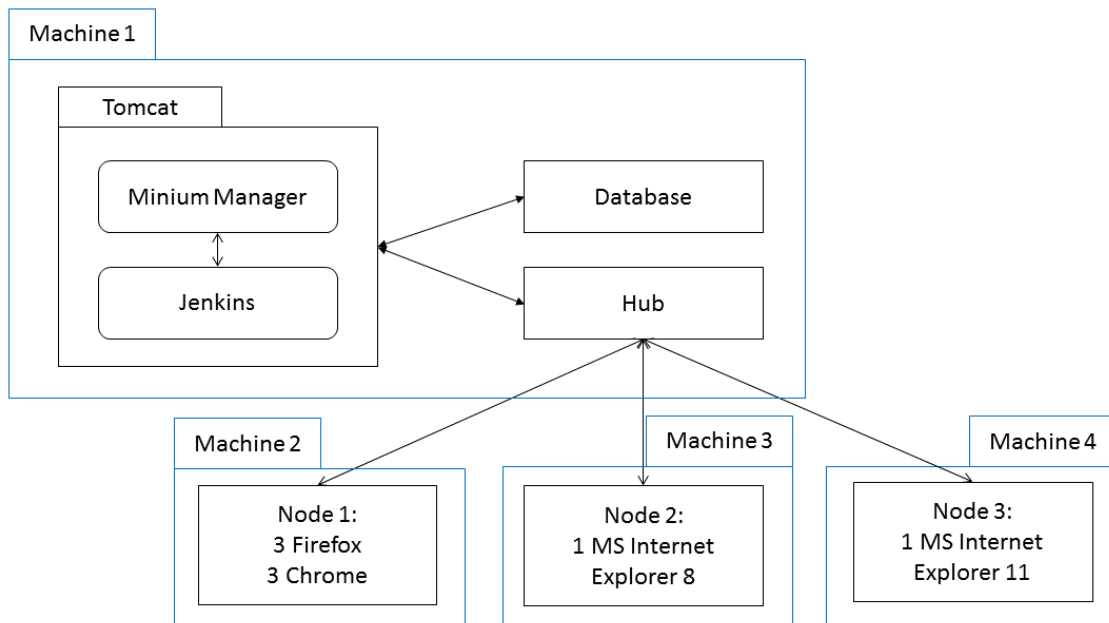 Machine 1
Tomcat
Minium Manager
Database
Jenkins
Hub
Machine 2
Machine 3
Machine 4
Node 1:
3 Firefox
3 Chrome
Node 2:
1 MS Internet
Explorer 8
Node 3:
1 MS Internet
Explorer 11